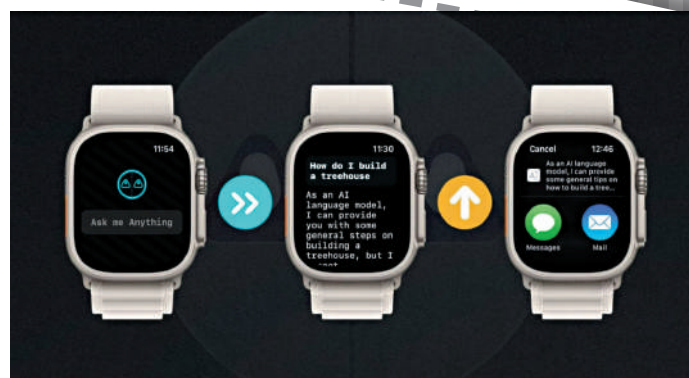 11:54
Ask me Anything
11:30
How do I build
a treehouse
As an AI
language model,
I can provide
you with some
general steps on
building a
treehouse, but I
Cancel 12:46
As an AI language
model, I can provide
some general tips on
how to build a tree...
Messages Mail